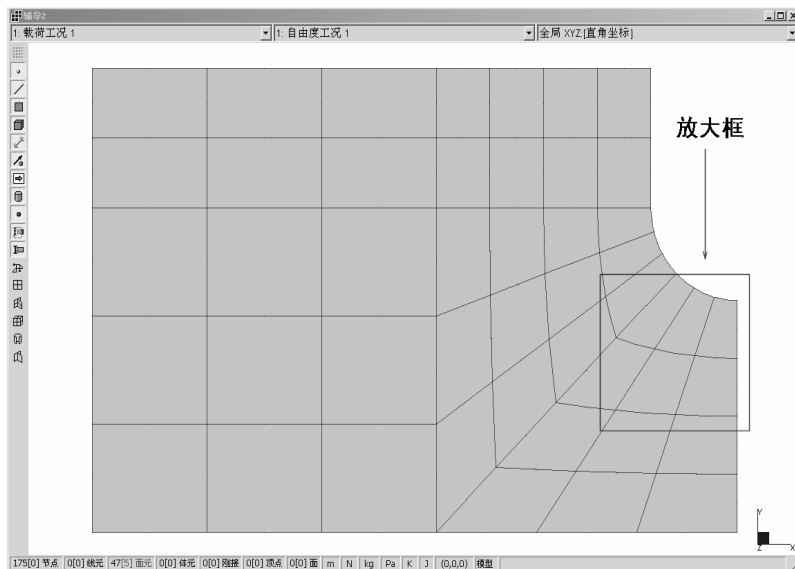 辅导2
1: 载荷工况 1
1: 自由度工况 1
全局 XYZ[直角坐标]
放大框
Y
Z X
175[0] 节点 0[0] 线元 47[5] 面元 0[0] 体元 0[0] 刚接 0[0] 顶点 0[0] 面 m N kg Pa K J (0,0,0) 模型